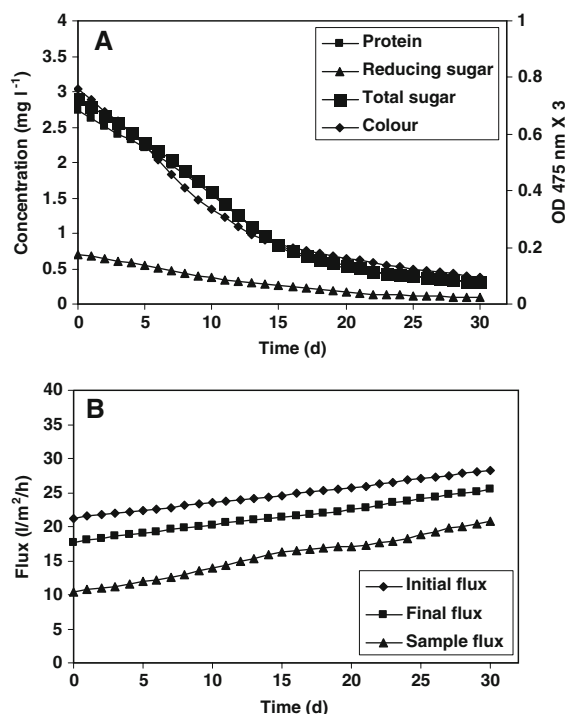 A
Protein
Reducing sugar
Total sugar
Colour
Concentration (mg l⁻¹)
4
3.5
3
2.5
2
1.5
1
0.5
0
1
0.8
0.6
0.4
0.2
0
OD 475 nm X 3
0 5 10 15 20 25 30
Time (d)
B
Flux (l/m²/h)
40
35
30
25
20
15
10
5
0
Initial flux
Final flux
Sample flux
0 5 10 15 20 25 30
Time (d)